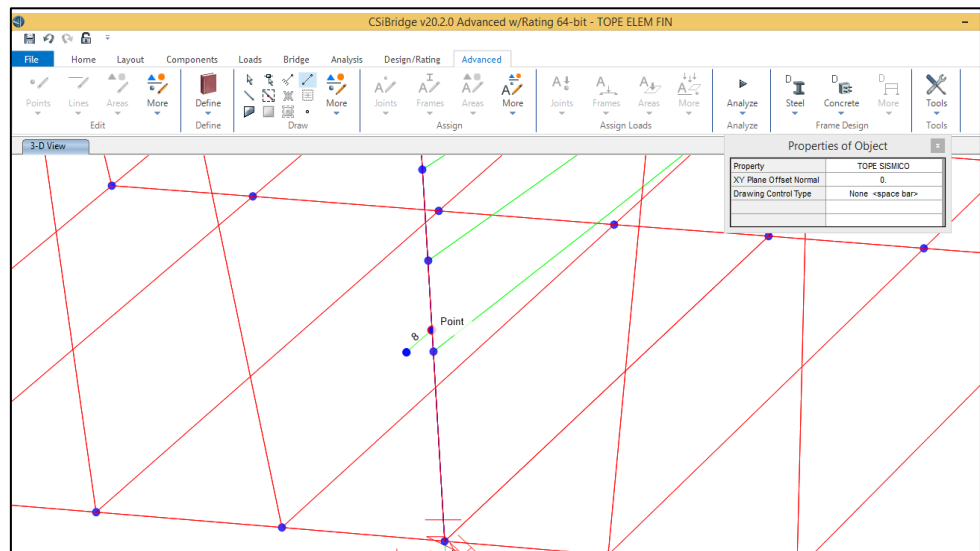 CSiBridge v20.2.0 Advanced w/Rating 64-bit - TOPE ELEM FIN
File Home Layout Components Loads Bridge Analysis Design/Rating Advanced
Points Lines Areas More Define More Joints Frames Areas More Joints Frames Areas More Analyze Steel Concrete More Tools
Edit Define Draw Assign Assign Loads Analyze Frame Design Tools
3-D View
Properties of Object
Property TOPE SISMICO
XY Plane Offset Normal 0.
Drawing Control Type None <space bar>
Point
8